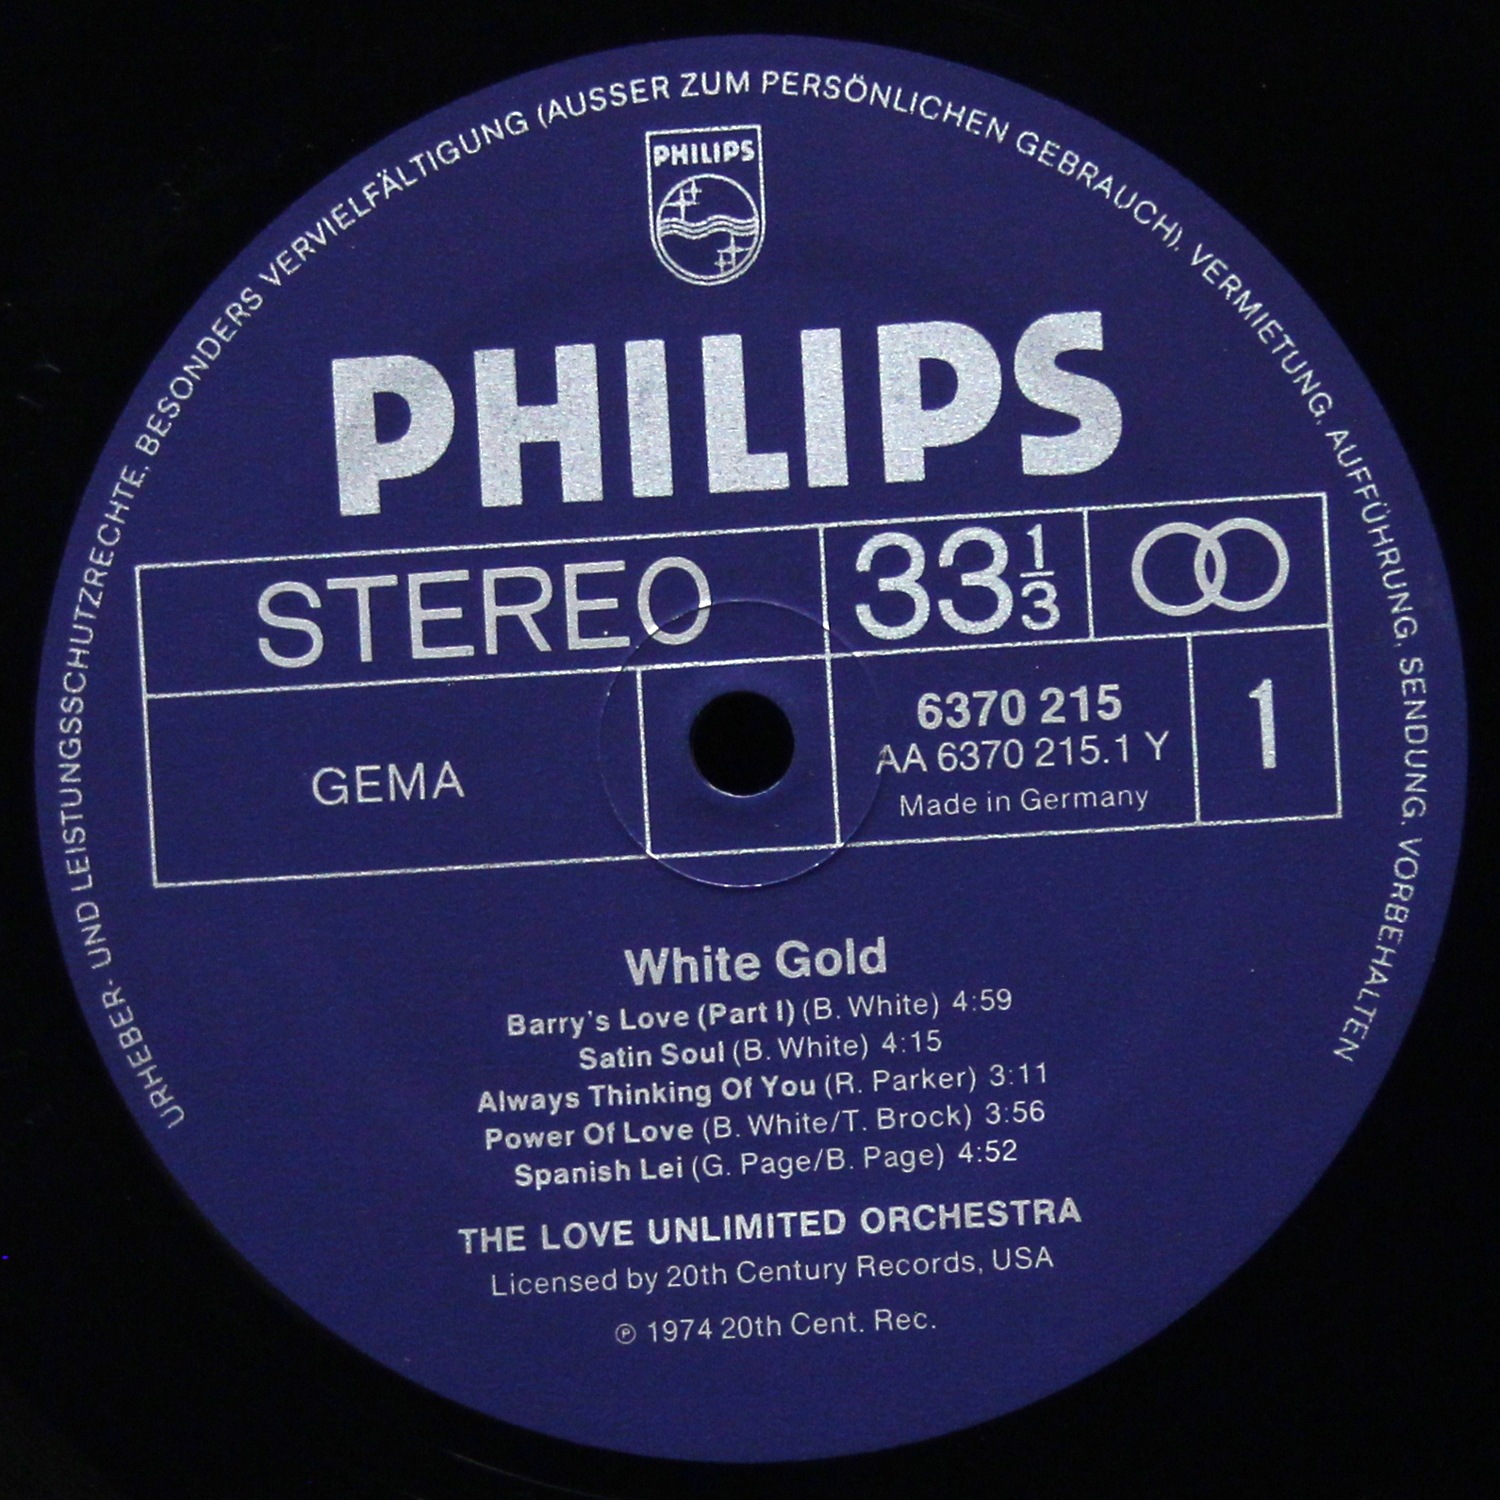 URHEBER- UND LEISTUNGSSCHUTZRECHTE, BESONDERS VERVIELFÄLTIGUNG (AUSSER ZUM PERSÖNLICHEN GEBRAUCH), VERMIETUNG, AUFFÜHRUNG, SENDUNG, VORBEHALTEN
PHILIPS
PHILIPS
STEREO 33 1/3
GEMA
6370 215
AA 6370 215.1 Y
Made in Germany
1
White Gold
Barry's Love (Part I) (B. White) 4:59
Satin Soul (B. White) 4:15
Always Thinking Of You (R. Parker) 3:11
Power Of Love (B. White/T. Brock) 3:56
Spanish Lei (G. Page/B. Page) 4:52
THE LOVE UNLIMITED ORCHESTRA
Licensed by 20th Century Records, USA
℗ 1974 20th Cent. Rec.